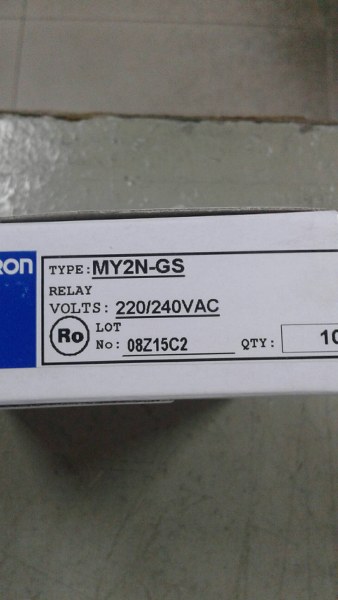 RON
TYPE: MY2N-GS
RELAY
VOLTS: 220/240VAC
Ro
LOT
No: 08Z15C2
QTY: 10